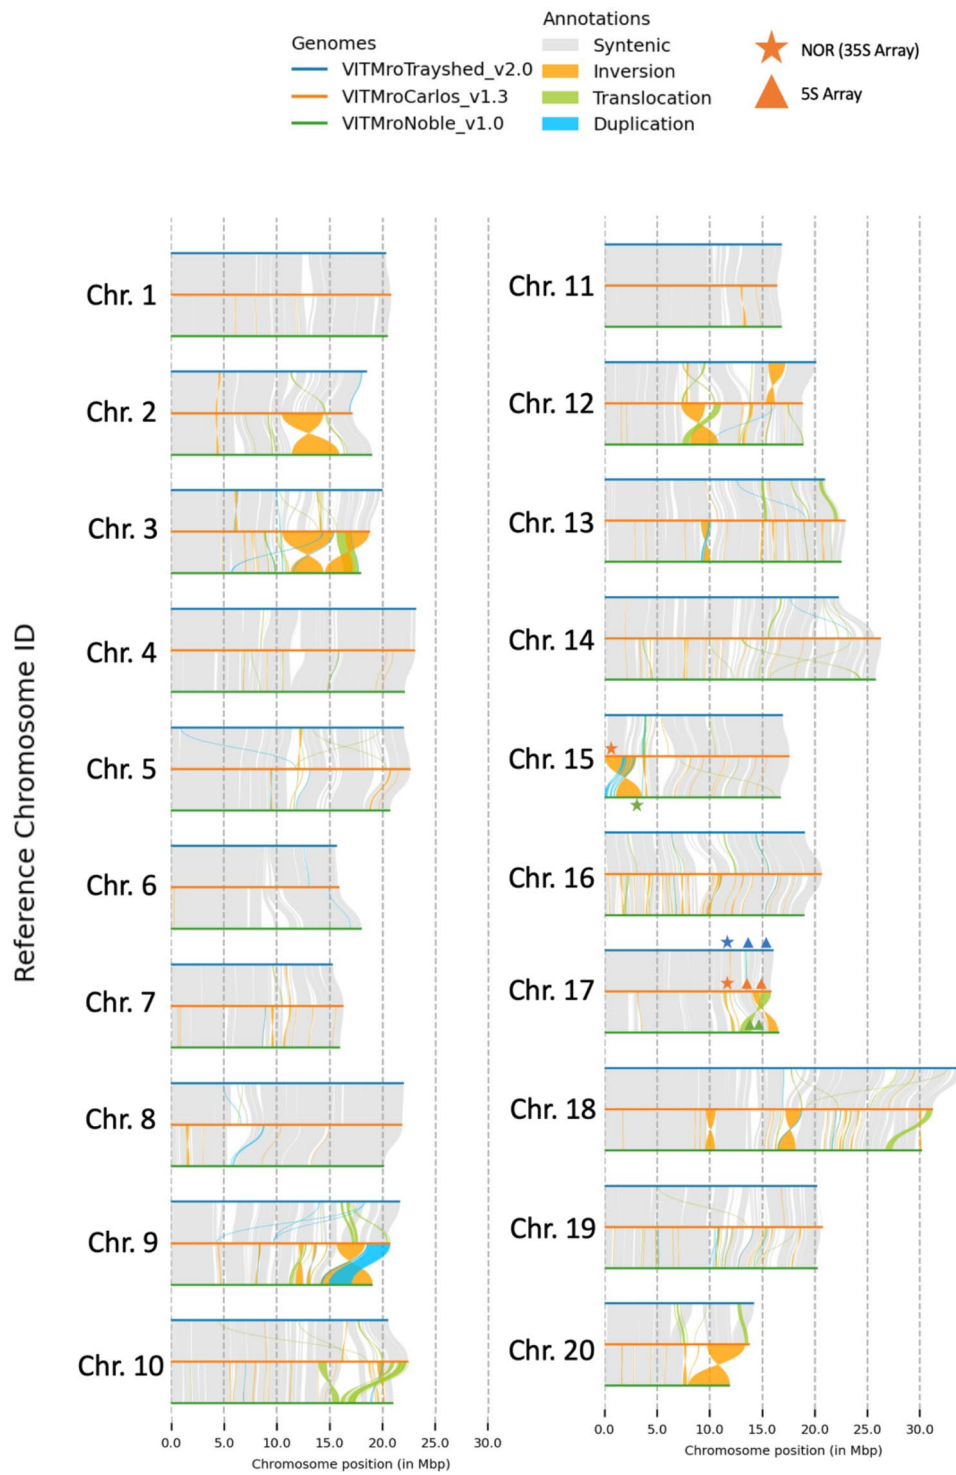 Genomes
VITMroTrayshed_v2.0
VITMroCarlos_v1.3
VITMroNoble_v1.0
Annotations
Syntenic
Inversion
Translocation
Duplication
NOR (35S Array)
5S Array
Reference Chromosome ID
Chr. 1
Chr. 2
Chr. 3
Chr. 4
Chr. 5
Chr. 6
Chr. 7
Chr. 8
Chr. 9
Chr. 10
0.0 5.0 10.0 15.0 20.0 25.0 30.0
Chromosome position (in Mbp)
Chr. 11
Chr. 12
Chr. 13
Chr. 14
Chr. 15
Chr. 16
Chr. 17
Chr. 18
Chr. 19
Chr. 20
0.0 5.0 10.0 15.0 20.0 25.0 30.0
Chromosome position (in Mbp)